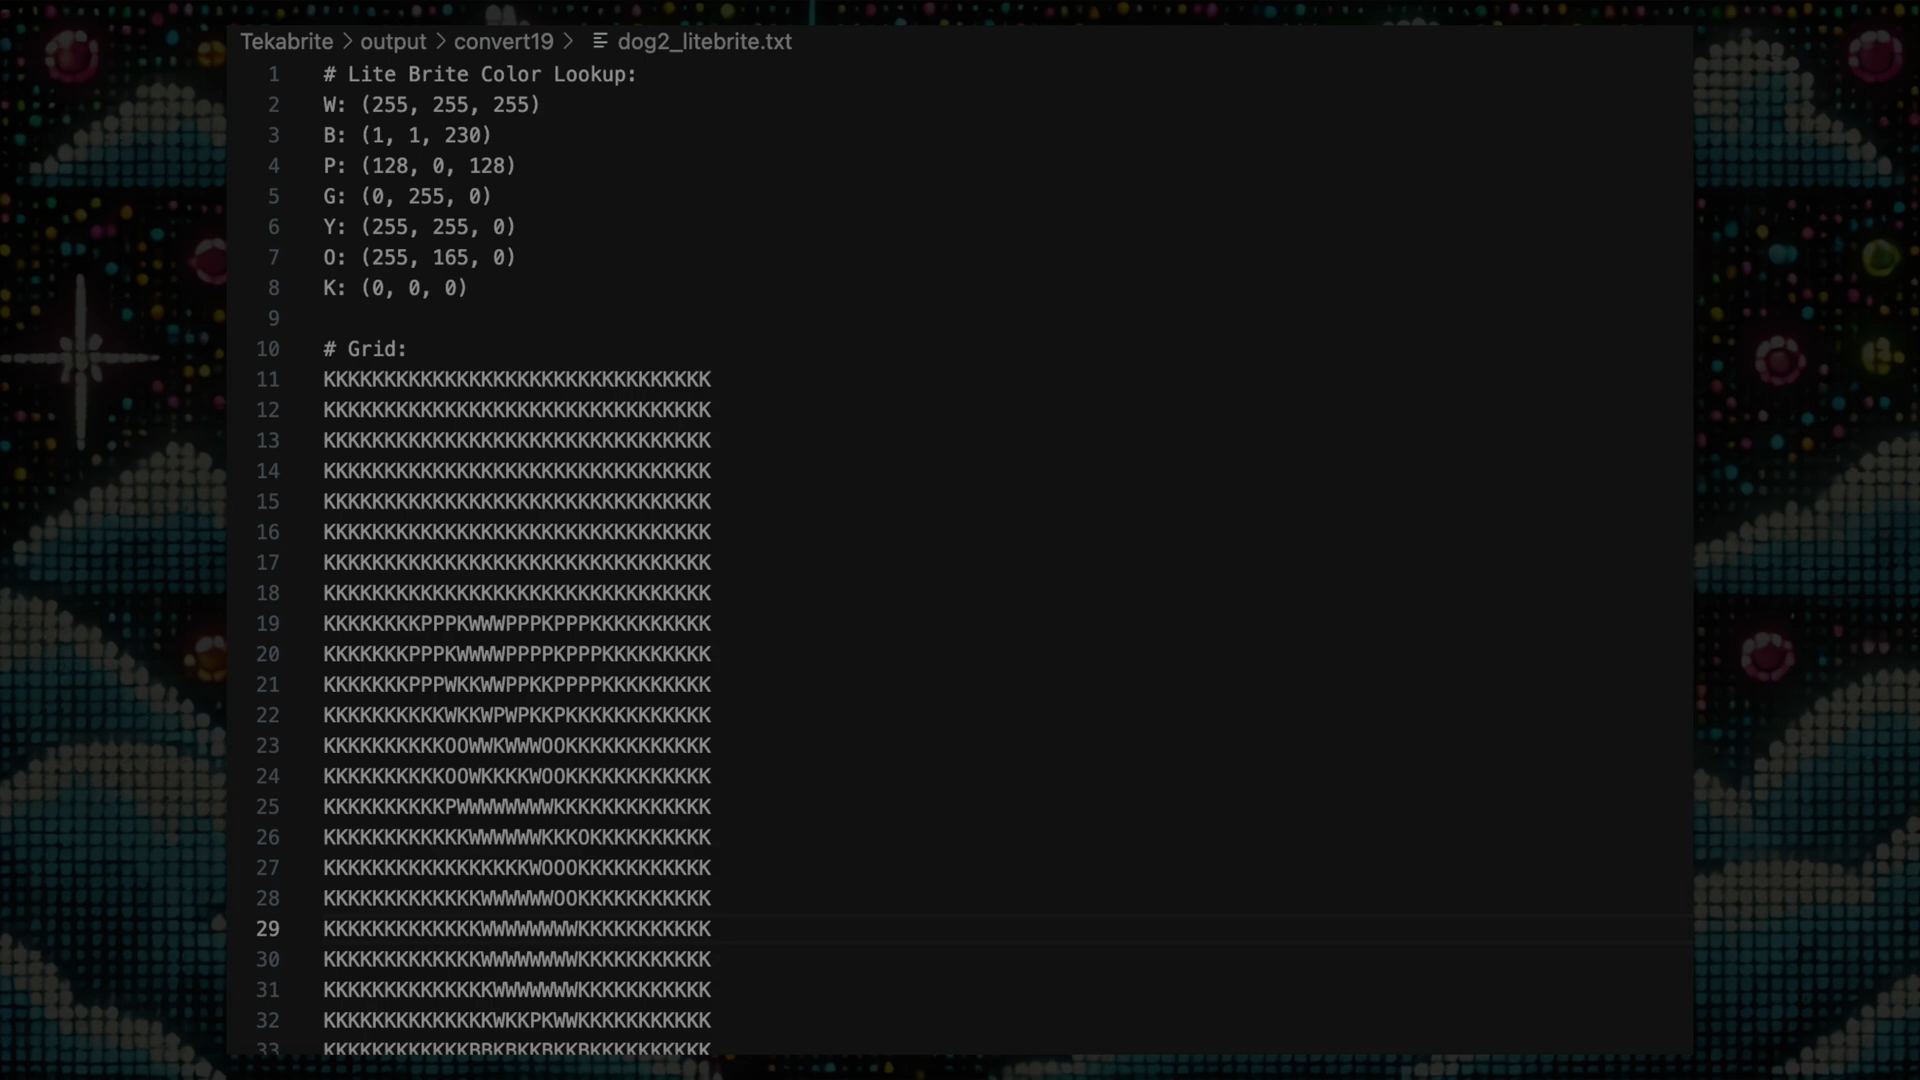 Tekabrite > output > convert19 > dog2_litebrite.txt
1 # Lite Brite Color Lookup:
2 W: (255, 255, 255)
3 B: (1, 1, 230)
4 P: (128, 0, 128)
5 G: (0, 255, 0)
6 Y: (255, 255, 0)
7 O: (255, 165, 0)
8 K: (0, 0, 0)
9
10 # Grid:
11 KKKKKKKKKKKKKKKKKKKKKKKKKKKKKKKK
12 KKKKKKKKKKKKKKKKKKKKKKKKKKKKKKKK
13 KKKKKKKKKKKKKKKKKKKKKKKKKKKKKKKK
14 KKKKKKKKKKKKKKKKKKKKKKKKKKKKKKKK
15 KKKKKKKKKKKKKKKKKKKKKKKKKKKKKKKK
16 KKKKKKKKKKKKKKKKKKKKKKKKKKKKKKKK
17 KKKKKKKKKKKKKKKKKKKKKKKKKKKKKKKK
18 KKKKKKKKKKKKKKKKKKKKKKKKKKKKKKKK
19 KKKKKKKKPPPKWWWPPPKPPPKKKKKKKKKK
20 KKKKKKKPPPKWWWWPPPPKPPPKKKKKKKKK
21 KKKKKKKPPPWKKWWPPKKPPPPKKKKKKKKK
22 KKKKKKKKKKWKKWPWPKKPKKKKKKKKKKKK
23 KKKKKKKKKKOOWWKWWWOOKKKKKKKKKKKK
24 KKKKKKKKKKOOWKKKKWOOKKKKKKKKKKKK
25 KKKKKKKKKKPWWWWWWWWKKKKKKKKKKKKK
26 KKKKKKKKKKKKWWWWWWKKKOKKKKKKKKKK
27 KKKKKKKKKKKKKKKKKWOOOKKKKKKKKKKK
28 KKKKKKKKKKKKKWWWWWWOOKKKKKKKKKKK
29 KKKKKKKKKKKKKWWWWWWWWKKKKKKKKKKK
30 KKKKKKKKKKKKKWWWWWWWWKKKKKKKKKKK
31 KKKKKKKKKKKKKKWWWWWWWKKKKKKKKKKK
32 KKKKKKKKKKKKKKWKKPKWWKKKKKKKKKKK
33 KKKKKKKKKKKKBBKBKKBKKBKKKKKKKKKK